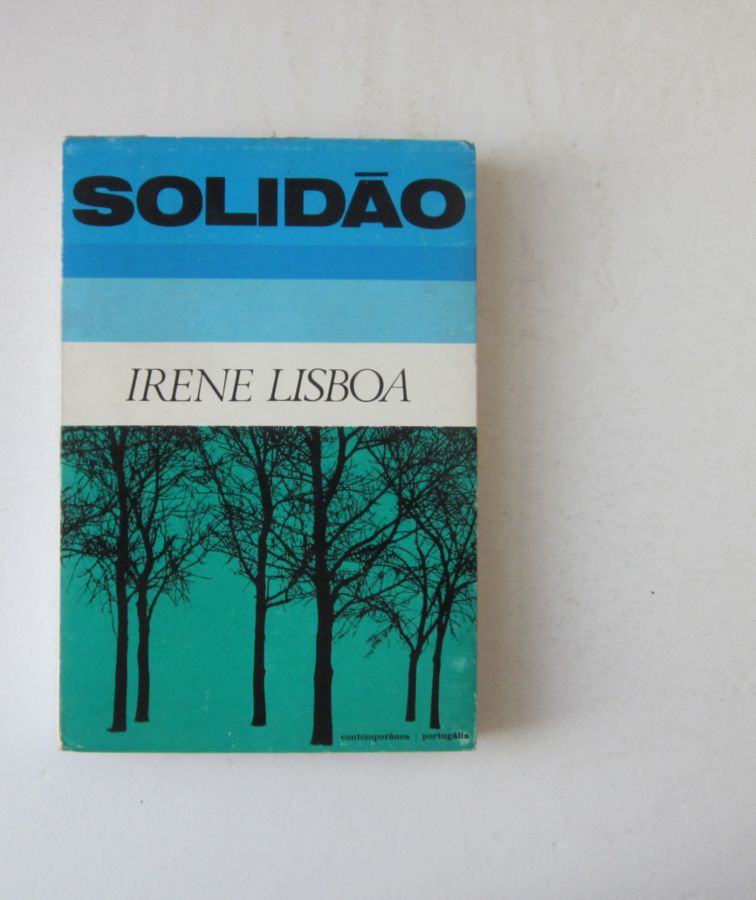 SOLIDÃO
IRENE LISBOA
contemporânea | portugália